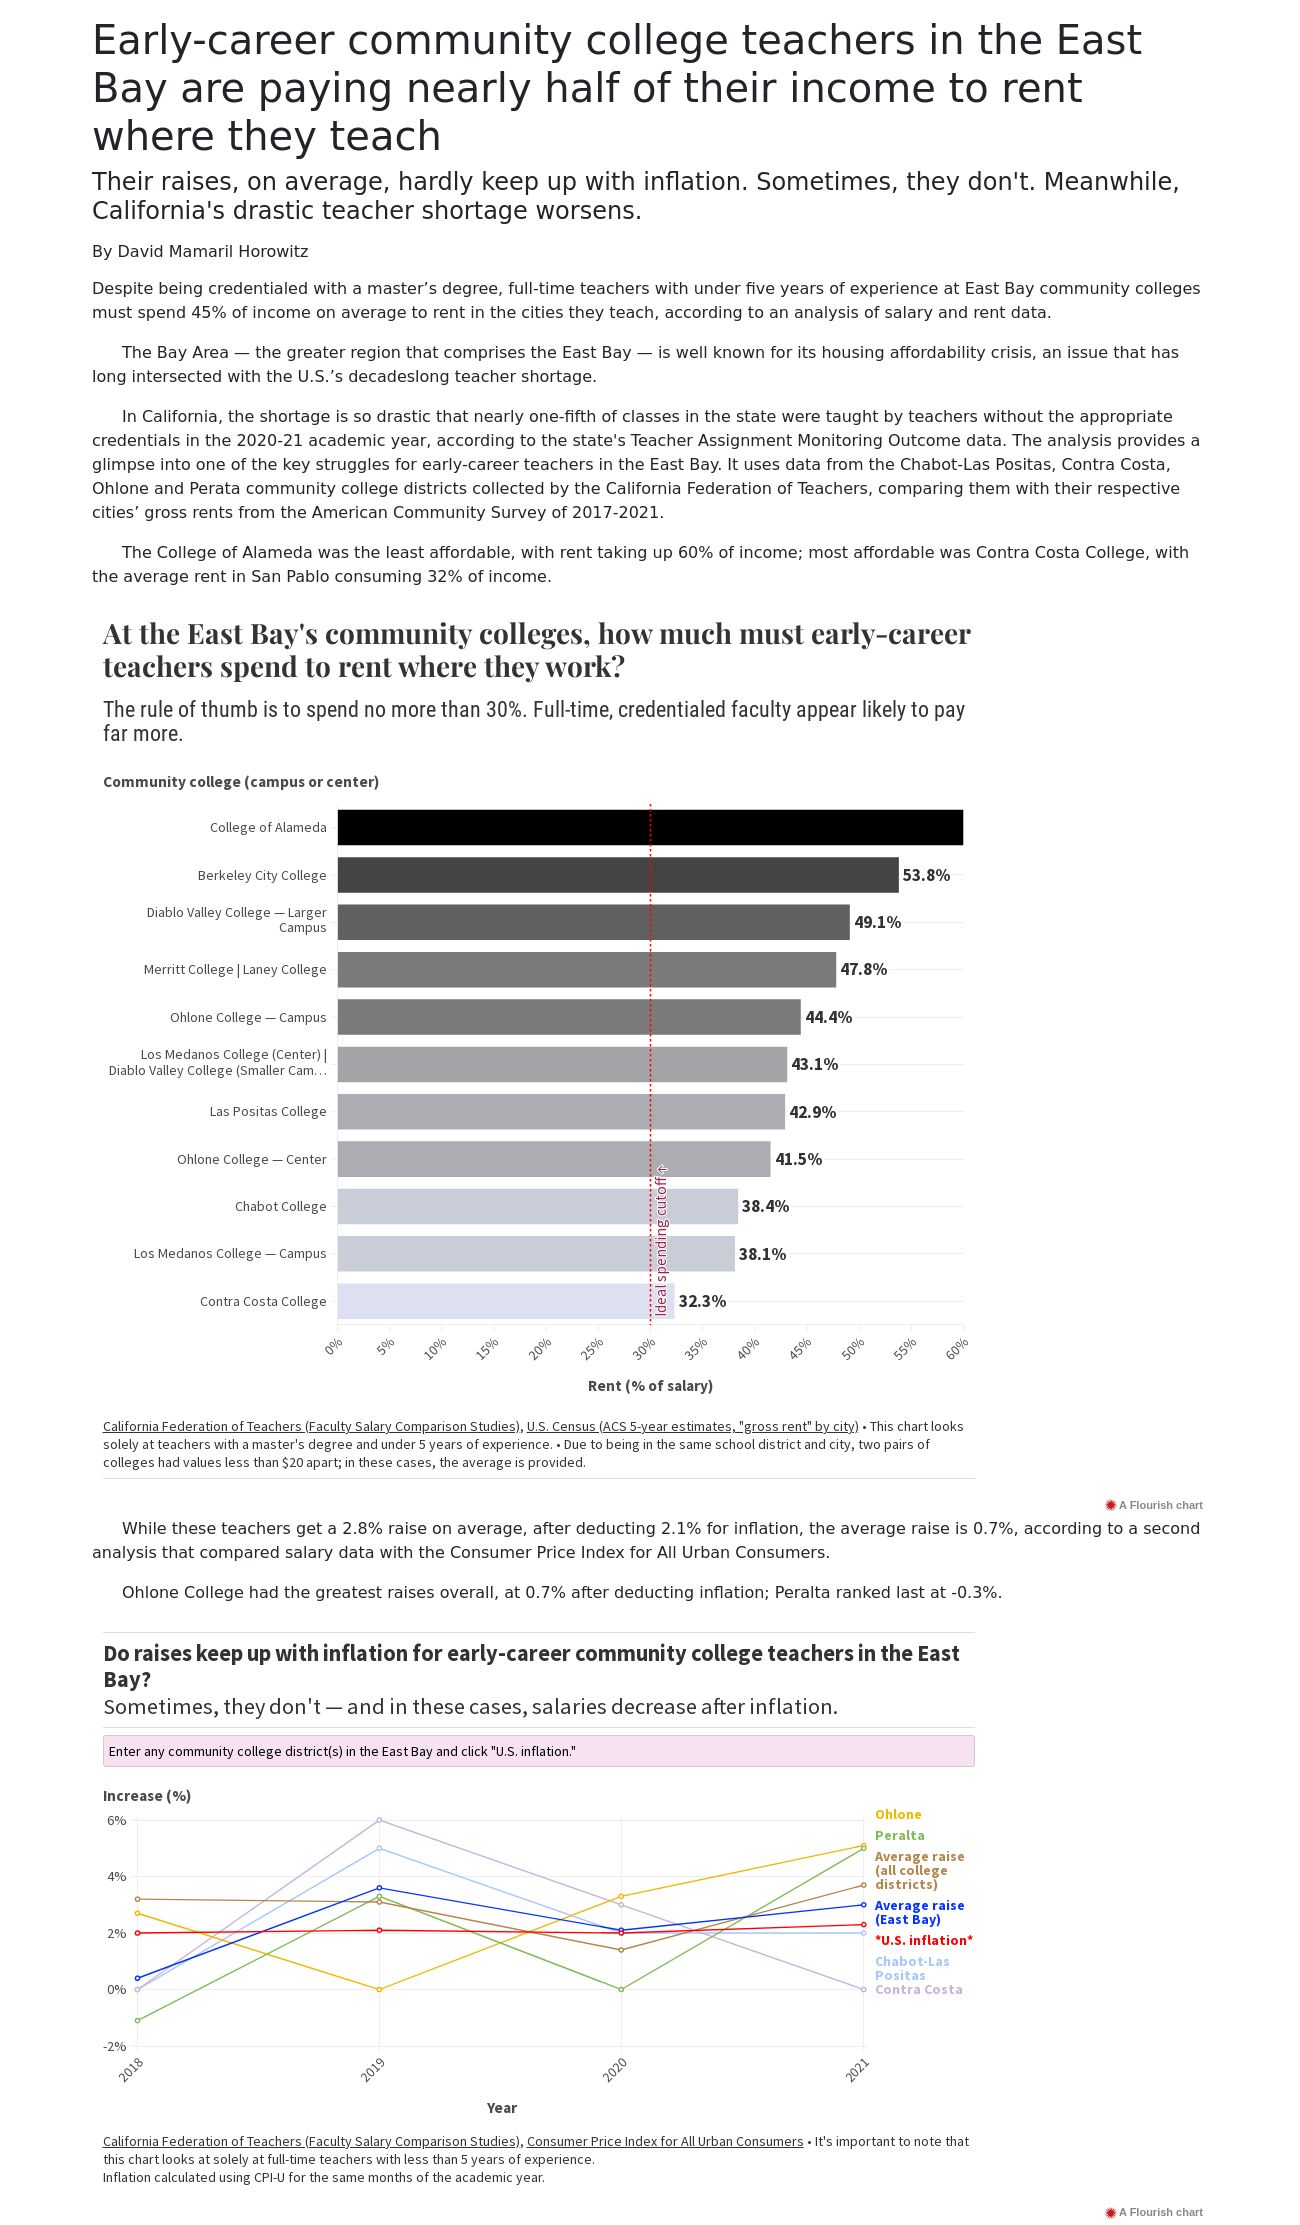 Early-career community college teachers in the East
Bay are paying nearly half of their income to rent
where they teach
Their raises, on average, hardly keep up with inflation. Sometimes, they don't. Meanwhile,
California's drastic teacher shortage worsens.
By David Mamaril Horowitz
Despite being credentialed with a master’s degree, full-time teachers with under five years of experience at East Bay community colleges
must spend 45% of income on average to rent in the cities they teach, according to an analysis of salary and rent data.
The Bay Area — the greater region that comprises the East Bay — is well known for its housing affordability crisis, an issue that has
long intersected with the U.S.’s decadeslong teacher shortage.
In California, the shortage is so drastic that nearly one-fifth of classes in the state were taught by teachers without the appropriate
credentials in the 2020-21 academic year, according to the state's Teacher Assignment Monitoring Outcome data. The analysis provides a
glimpse into one of the key struggles for early-career teachers in the East Bay. It uses data from the Chabot-Las Positas, Contra Costa,
Ohlone and Perata community college districts collected by the California Federation of Teachers, comparing them with their respective
cities’ gross rents from the American Community Survey of 2017-2021.
The College of Alameda was the least affordable, with rent taking up 60% of income; most affordable was Contra Costa College, with
the average rent in San Pablo consuming 32% of income.
At the East Bay's community colleges, how much must early-career
teachers spend to rent where they work?
The rule of thumb is to spend no more than 30%. Full-time, credentialed faculty appear likely to pay
far more.
Community college (campus or center)
College of Alameda
Berkeley City College 53.8%
Diablo Valley College — Larger
Campus 49.1%
Merritt College | Laney College 47.8%
Ohlone College — Campus 44.4%
Los Medanos College (Center) |
Diablo Valley College (Smaller Cam… 43.1%
Las Positas College 42.9%
Ohlone College — Center 41.5%
Chabot College 38.4%
Los Medanos College — Campus 38.1%
Contra Costa College 32.3%
Ideal spending cutoff→
0% 5% 10% 15% 20% 25% 30% 35% 40% 45% 50% 55% 60%
Rent (% of salary)
California Federation of Teachers (Faculty Salary Comparison Studies), U.S. Census (ACS 5-year estimates, "gross rent" by city) • This chart looks
solely at teachers with a master's degree and under 5 years of experience. • Due to being in the same school district and city, two pairs of
colleges had values less than $20 apart; in these cases, the average is provided.
A Flourish chart
While these teachers get a 2.8% raise on average, after deducting 2.1% for inflation, the average raise is 0.7%, according to a second
analysis that compared salary data with the Consumer Price Index for All Urban Consumers.
Ohlone College had the greatest raises overall, at 0.7% after deducting inflation; Peralta ranked last at -0.3%.
Do raises keep up with inflation for early-career community college teachers in the East
Bay?
Sometimes, they don't — and in these cases, salaries decrease after inflation.
Enter any community college district(s) in the East Bay and click "U.S. inflation."
Increase (%)
6%
4%
2%
0%
-2%
Ohlone
Peralta
Average raise
(all college
districts)
Average raise
(East Bay)
*U.S. inflation*
Chabot-Las
Positas
Contra Costa
2018 2019 2020 2021
Year
California Federation of Teachers (Faculty Salary Comparison Studies), Consumer Price Index for All Urban Consumers • It's important to note that
this chart looks at solely at full-time teachers with less than 5 years of experience.
Inflation calculated using CPI-U for the same months of the academic year.
A Flourish chart